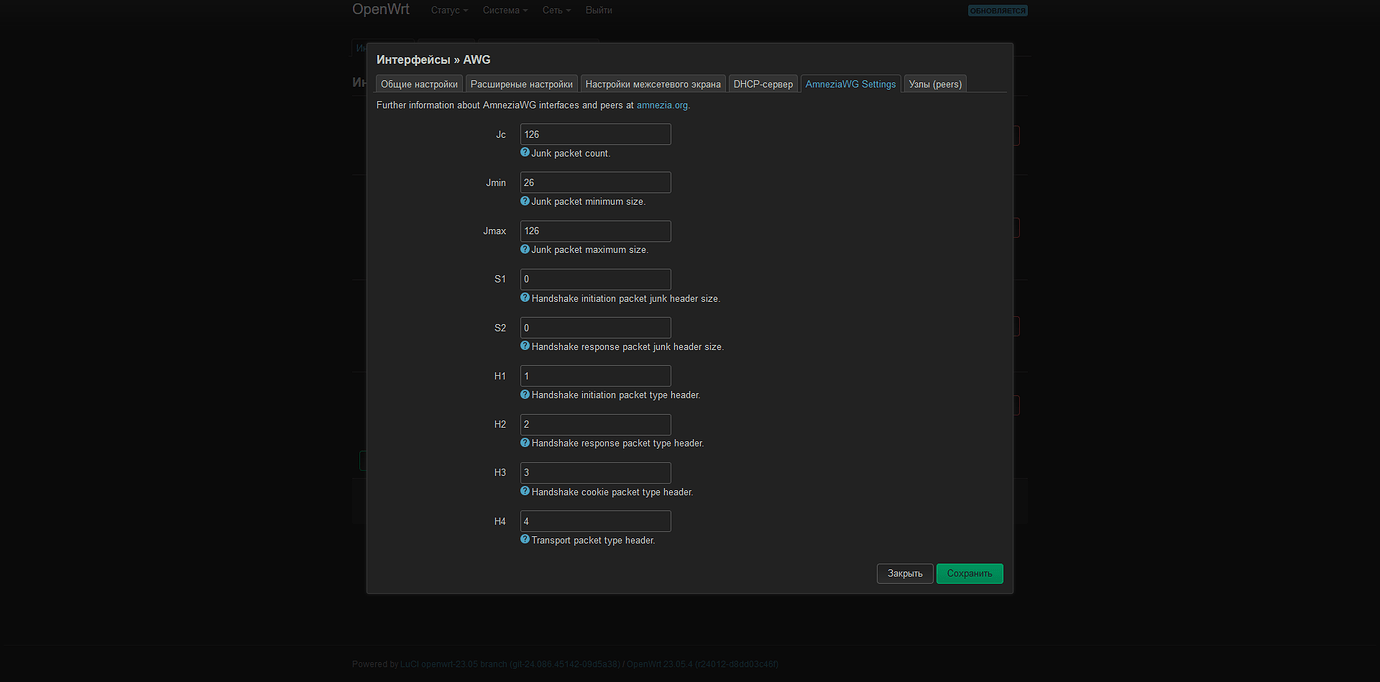 OpenWrt Статус Система Сеть Выйти ОБНОВЛЯЕТСЯ
Интерфейсы » AWG
Общие настройки Расширеные настройки Настройки межсетевого экрана DHCP-сервер AmneziaWG Settings Узлы (peers)
Further information about AmneziaWG interfaces and peers at amnezia.org.
Jc 126
Junk packet count.
Jmin 26
Junk packet minimum size.
Jmax 126
Junk packet maximum size.
S1 0
Handshake initiation packet junk header size.
S2 0
Handshake response packet junk header size.
H1 1
Handshake initiation packet type header.
H2 2
Handshake response packet type header.
H3 3
Handshake cookie packet type header.
H4 4
Transport packet type header.
Закрыть Сохранить
Powered by LuCI openwrt-23.05 branch (git-24.086.45142-09d5a38) / OpenWrt 23.05.4 (r24012-d8dd03c46f)